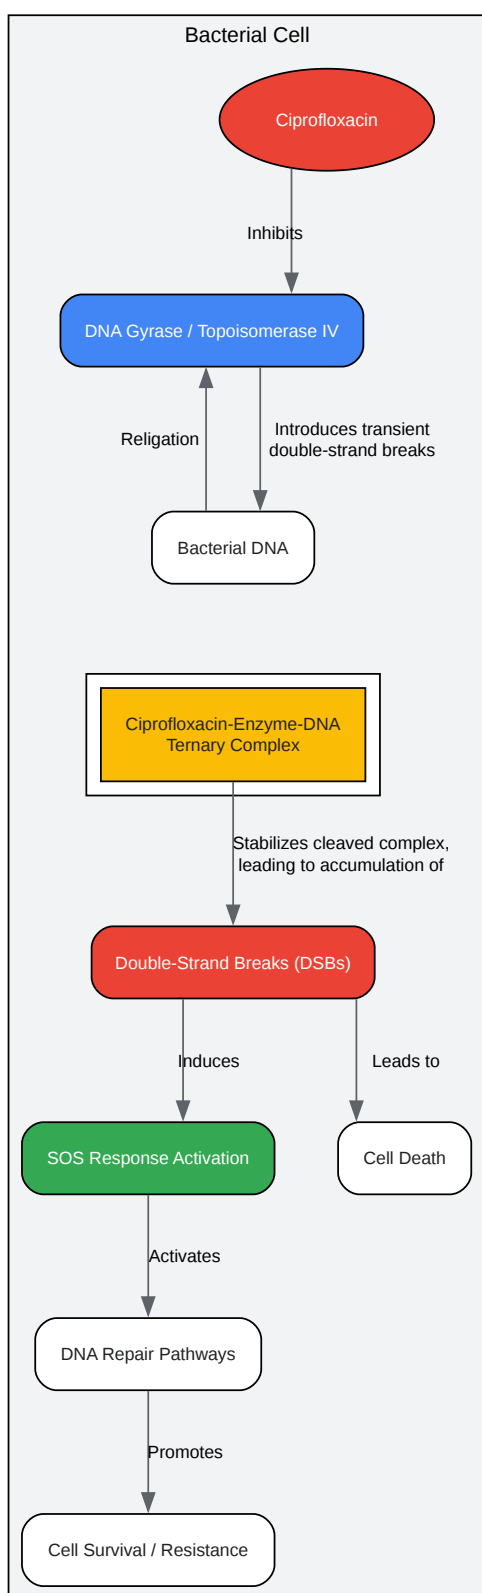 Bacterial Cell
Ciprofloxacin
Inhibits
DNA Gyrase / Topoisomerase IV
Religation
Introduces transient
double-strand breaks
Bacterial DNA
Ciprofloxacin-Enzyme-DNA
Ternary Complex
Stabilizes cleaved complex,
leading to accumulation of
Double-Strand Breaks (DSBs)
Induces
Leads to
SOS Response Activation
Cell Death
Activates
DNA Repair Pathways
Promotes
Cell Survival / Resistance